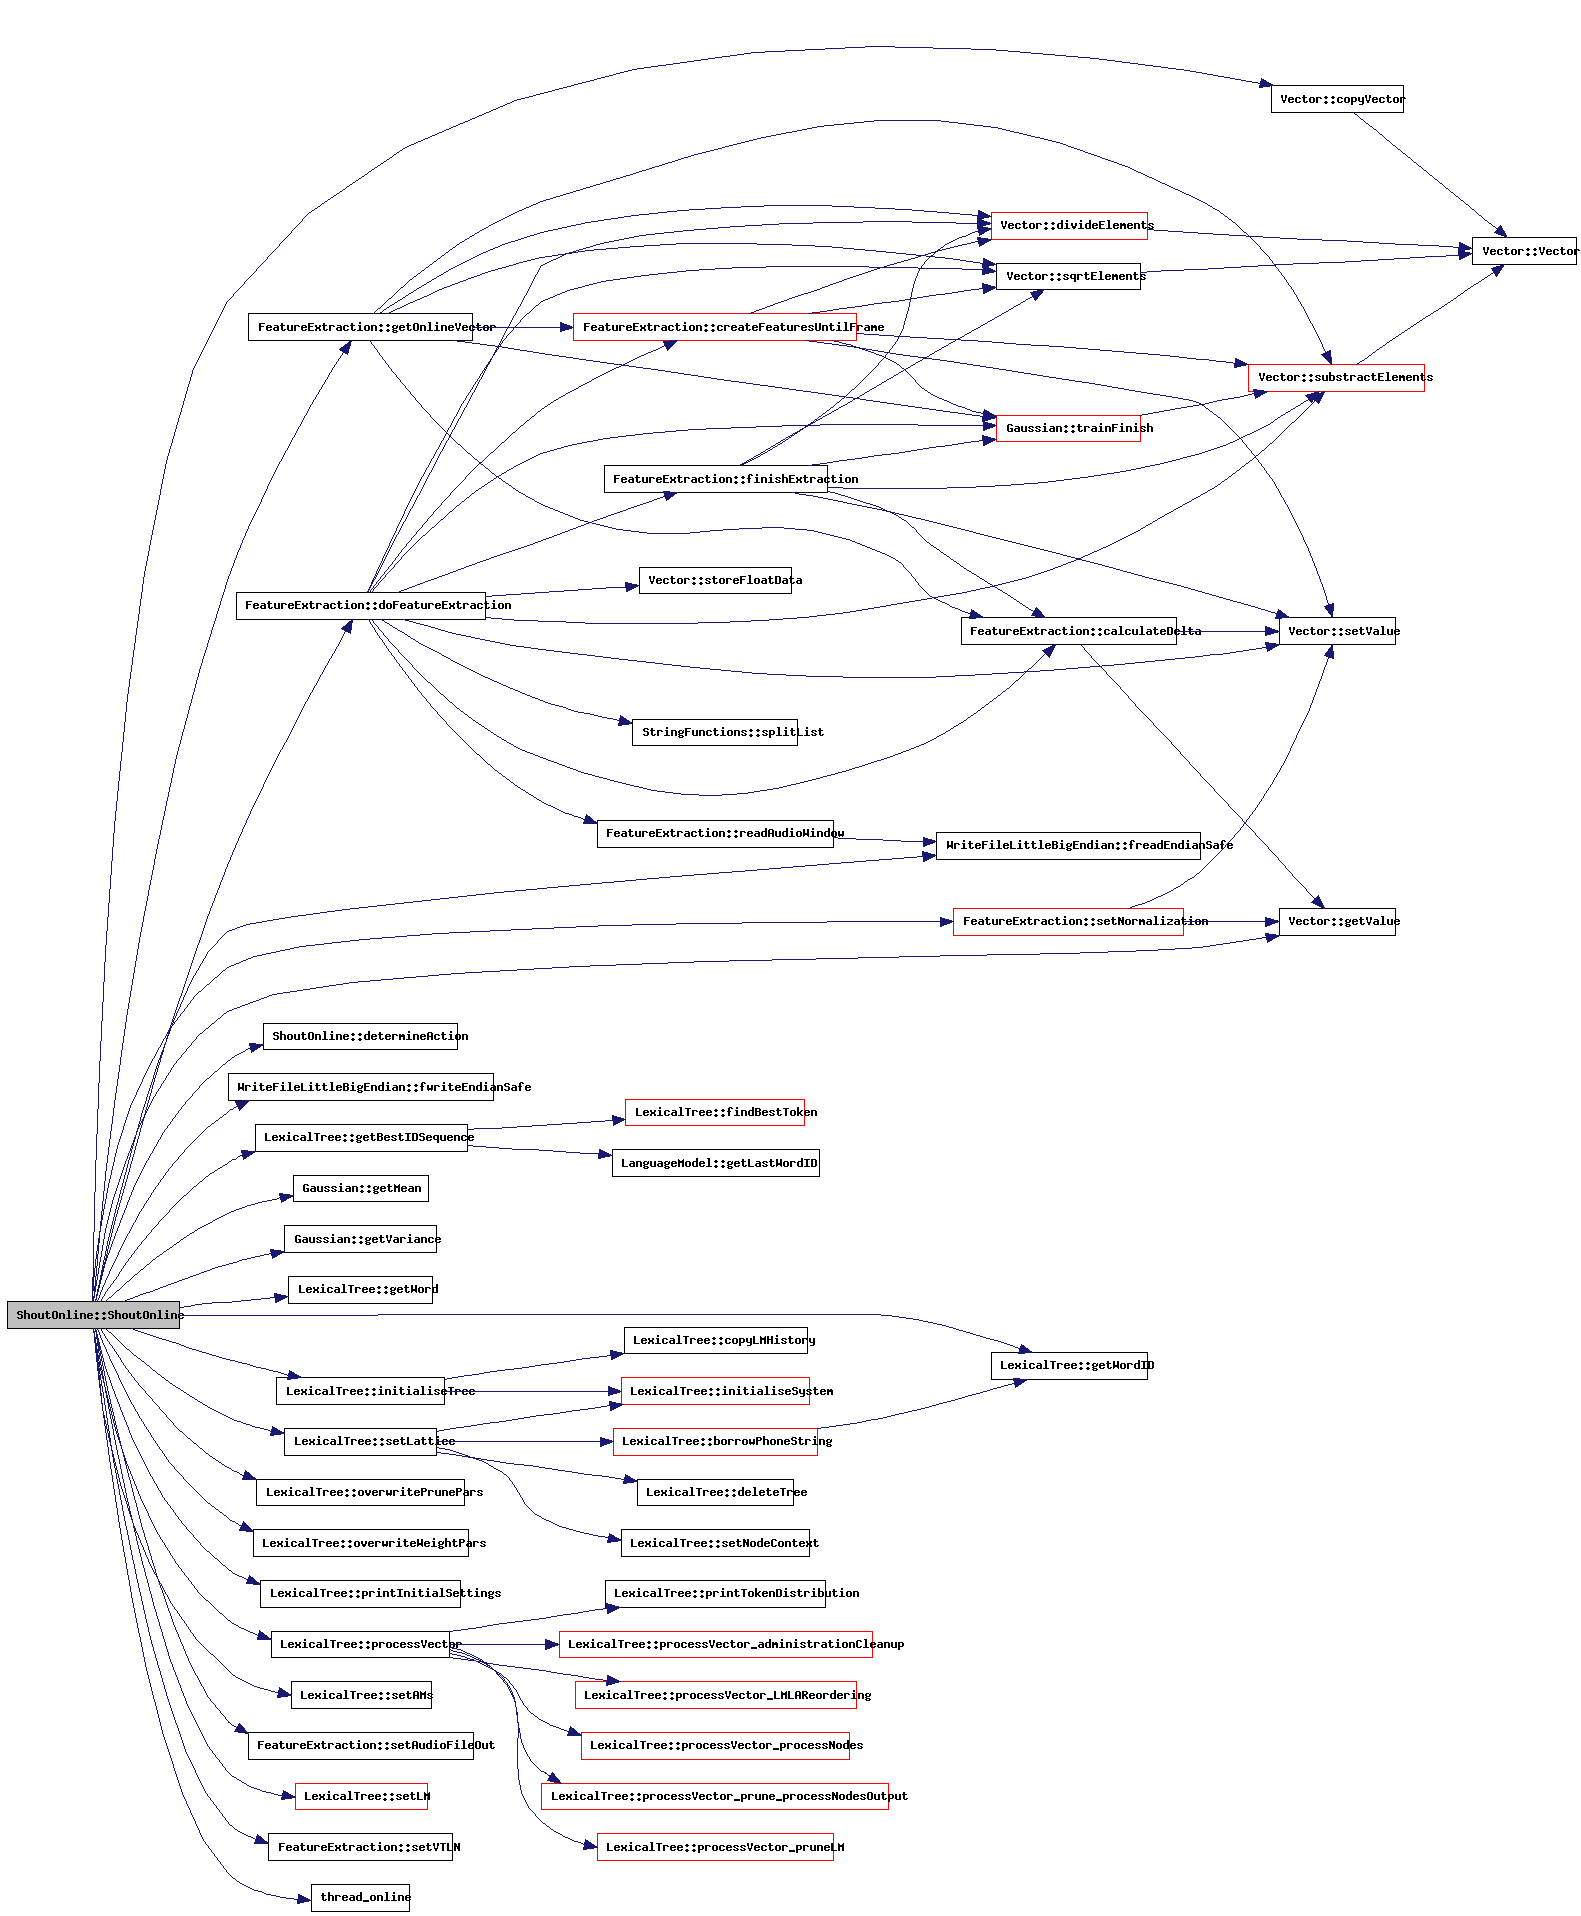 Vector::copyVector
Vector::divideElements
Vector::Vector
Vector::sqrtElements
FeatureExtraction::getOnlineVector
FeatureExtraction::createFeaturesUntilFrame
Vector::substractElements
Gaussian::trainFinish
FeatureExtraction::finishExtraction
Vector::storeFloatData
FeatureExtraction::doFeatureExtraction
FeatureExtraction::calculateDelta
Vector::setValue
StringFunctions::splitList
FeatureExtraction::readAudioWindow
WriteFileLittleBigEndian::freadEndianSafe
FeatureExtraction::setNormalization
Vector::getValue
ShoutOnline::determineAction
WriteFileLittleBigEndian::fwriteEndianSafe
LexicalTree::findBestToken
LexicalTree::getBestIDSequence
LanguageModel::getLastWordID
Gaussian::getMean
Gaussian::getVariance
LexicalTree::getWord
ShoutOnline::ShoutOnline
LexicalTree::copyLMHistory
LexicalTree::getWordID
LexicalTree::initialiseTree
LexicalTree::initialiseSystem
LexicalTree::setLattice
LexicalTree::borrowPhoneString
LexicalTree::overwritePrunePars
LexicalTree::deleteTree
LexicalTree::overwriteWeightPars
LexicalTree::setNodeContext
LexicalTree::printInitialSettings
LexicalTree::printTokenDistribution
LexicalTree::processVector
LexicalTree::processVector_administrationCleanup
LexicalTree::setAMs
LexicalTree::processVector_LMLAReordering
FeatureExtraction::setAudioFileOut
LexicalTree::processVector_processNodes
LexicalTree::setLM
LexicalTree::processVector_prune_processNodesOutput
FeatureExtraction::setVTLN
LexicalTree::processVector_pruneLM
thread_online